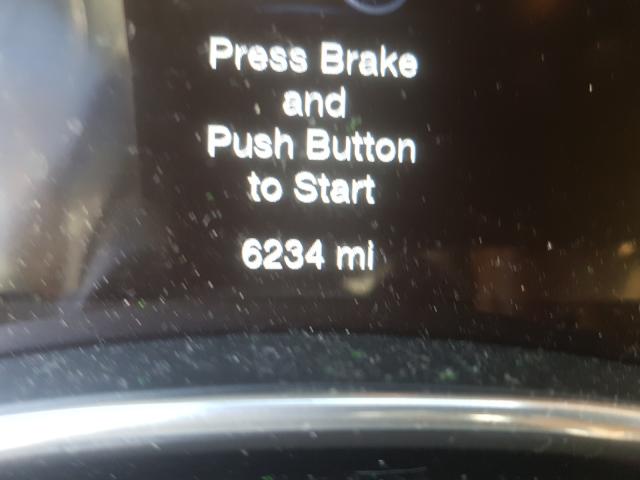 Press Brake
and
Push Button
to Start
6234 mi